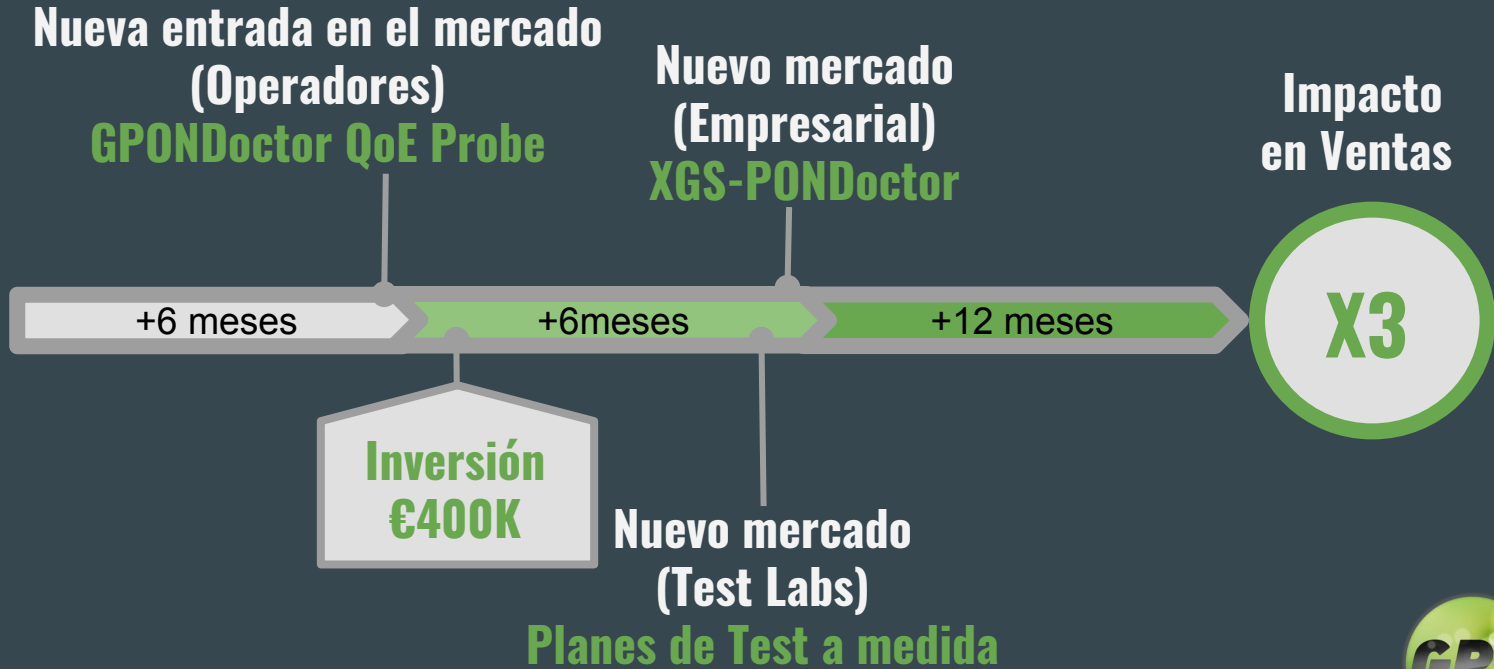 Nueva entrada en el mercado
(Operadores)
GPONDoctor QoE Probe
Nuevo mercado
(Empresarial)
XGS-PONDoctor
Impacto
en Ventas
+6 meses
+6meses
+12 meses
X3
Inversión
€400K
Nuevo mercado
(Test Labs)
Planes de Test a medida